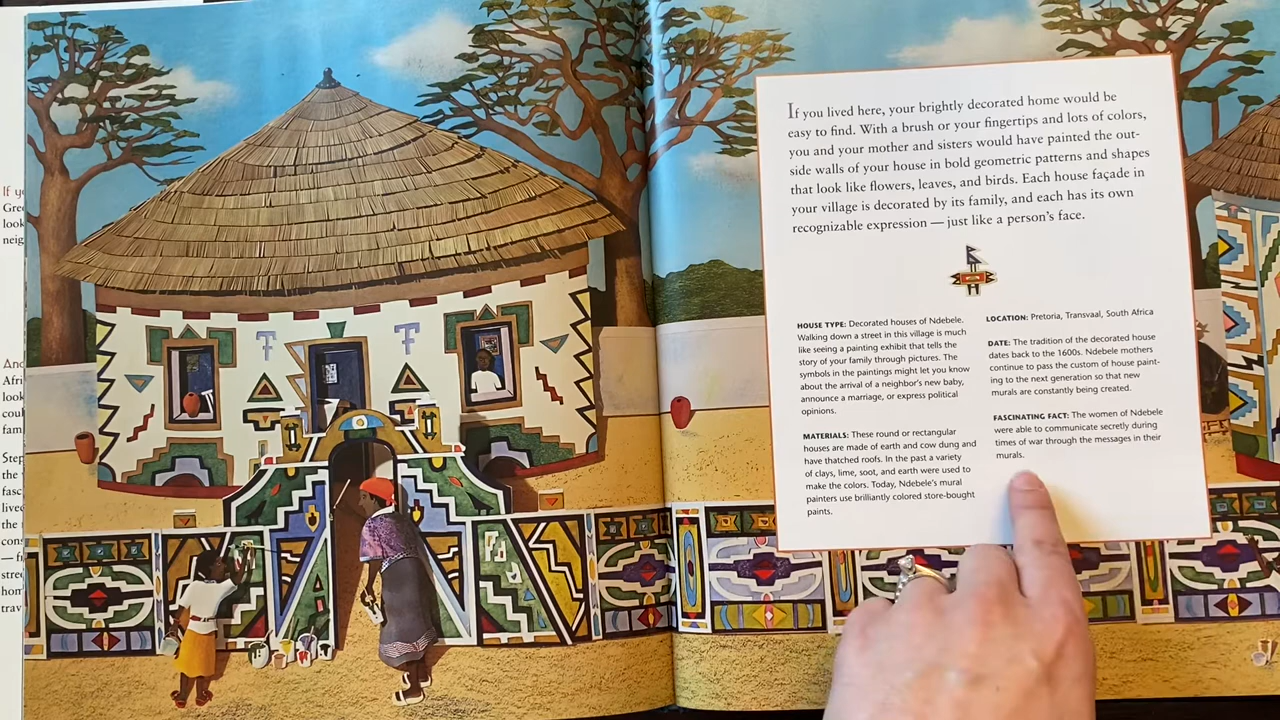 If you lived here, your brightly decorated home would be
easy to find. With a brush or your fingertips and lots of colors,
you and your mother and sisters would have painted the out-
side walls of your house in bold geometric patterns and shapes
that look like flowers, leaves, and birds. Each house façade in
your village is decorated by its family, and each has its own
recognizable expression — just like a person's face.
HOUSE TYPE: Decorated houses of Ndebele.
Walking down a street in this village is much
like seeing a painting exhibit that tells the
story of your family through pictures. The
symbols in the paintings might let you know
about the arrival of a neighbor's new baby,
announce a marriage, or express political
opinions.
MATERIALS: These round or rectangular
houses are made of earth and cow dung and
have thatched roofs. In the past a variety
of clays, lime, soot, and earth were used to
make the colors. Today, Ndebele's mural
painters use brilliantly colored store-bought
paints.
LOCATION: Pretoria, Transvaal, South Africa
DATE: The tradition of the decorated house
dates back to the 1600s. Ndebele mothers
continue to pass the custom of house paint-
ing to the next generation so that new
murals are constantly being created.
FASCINATING FACT: The women of Ndebele
were able to communicate secretly during
times of war through the messages in their
murals.